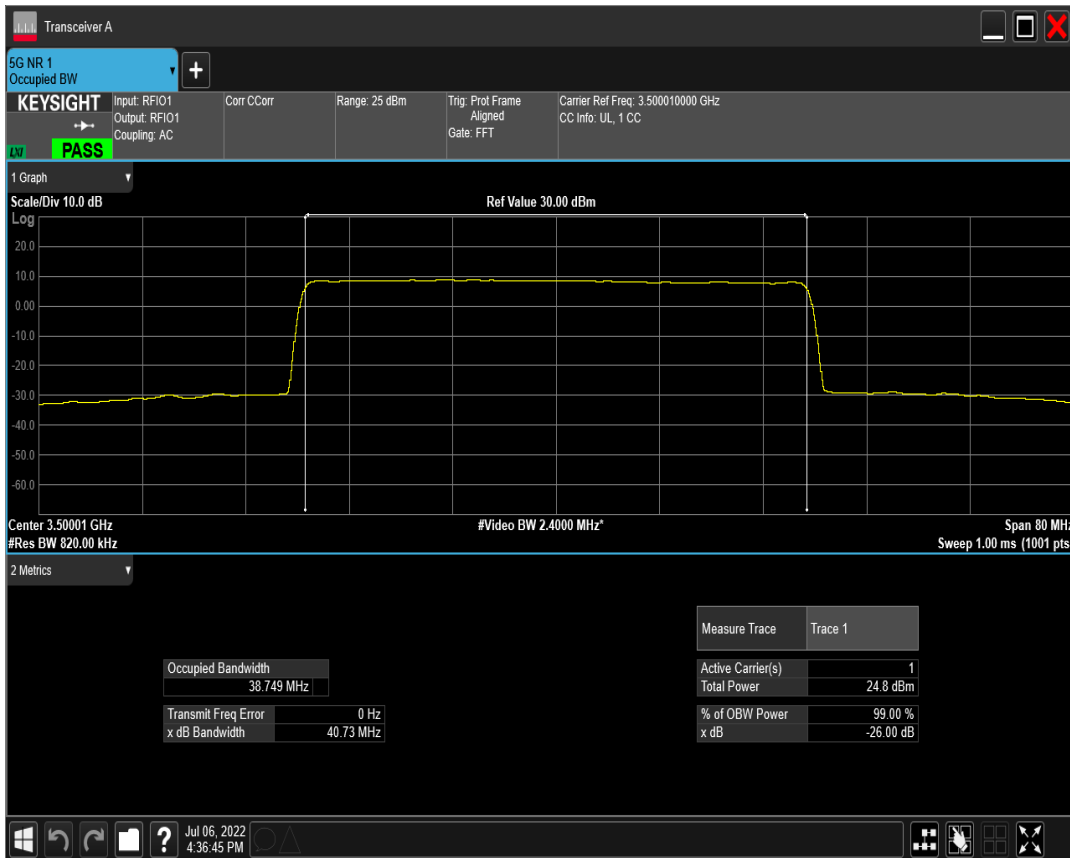 Transceiver A
5G NR 1
Occupied BW
+
KEYSIGHT
LXI
PASS
Input: RFIO1
Output: RFIO1
Coupling: AC
Corr CCorr
Range: 25 dBm
Trig: Prot Frame
Aligned
Gate: FFT
Carrier Ref Freq: 3.500010000 GHz
CC Info: UL, 1 CC
1 Graph
Scale/Div 10.0 dB
Ref Value 30.00 dBm
Log
20.0
10.0
0.00
-10.0
-20.0
-30.0
-40.0
-50.0
-60.0
Center 3.50001 GHz
#Video BW 2.4000 MHz*
Span 80 MHz
#Res BW 820.00 kHz
Sweep 1.00 ms (1001 pts
2 Metrics
Measure Trace Trace 1
Occupied Bandwidth
38.749 MHz
Active Carrier(s) 1
Total Power 24.8 dBm
Transmit Freq Error 0 Hz
x dB Bandwidth 40.73 MHz
% of OBW Power 99.00 %
x dB -26.00 dB
?
Jul 06, 2022
4:36:45 PM